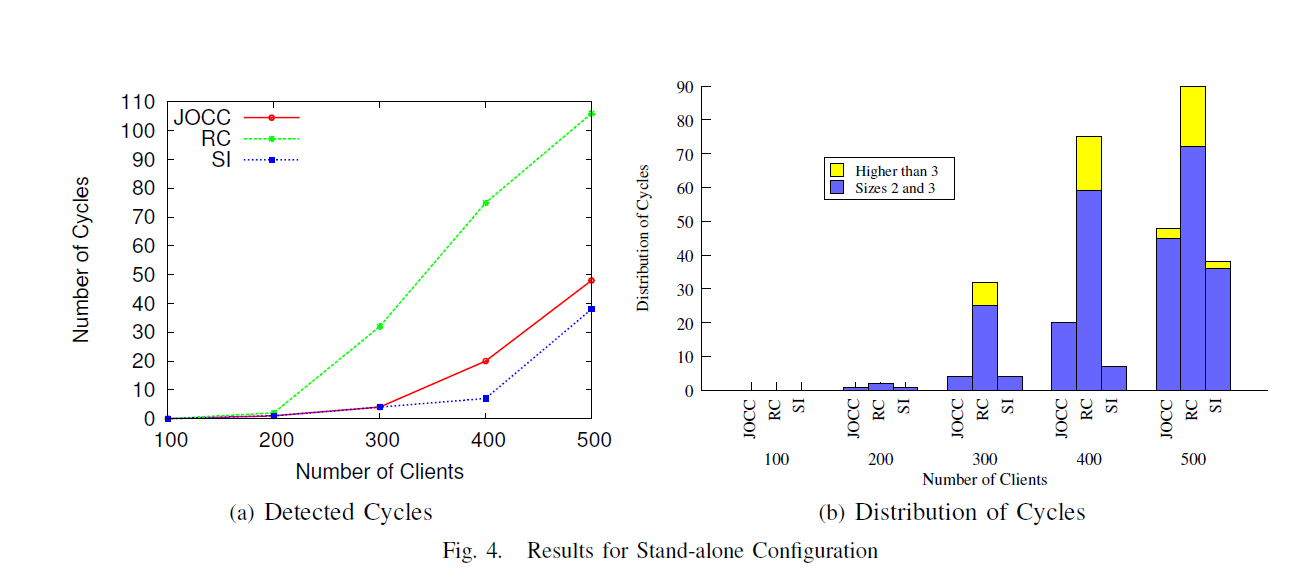 110
100
90
80
70
60
50
40
30
20
10
0
Number of Cycles
JOCC
RC
SI
100 200 300 400 500
Number of Clients
(a) Detected Cycles
90
80
70
60
50
40
30
20
10
0
Distribution of Cycles
Higher than 3
Sizes 2 and 3
JOCC RC SI JOCC RC SI JOCC RC SI JOCC RC SI JOCC RC SI
100 200 300 400 500
Number of Clients
(b) Distribution of Cycles
Fig. 4. Results for Stand-alone Configuration